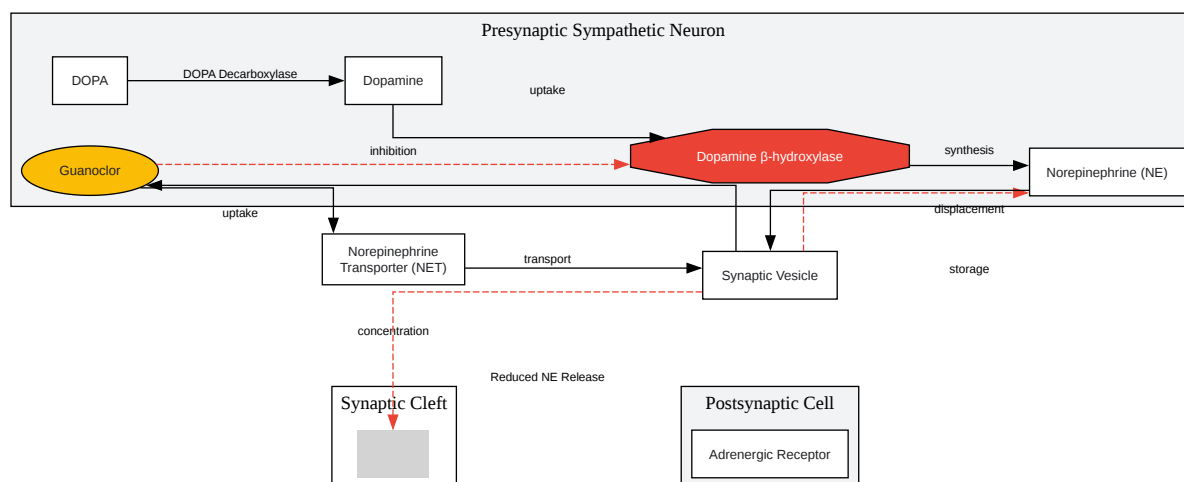 Presynaptic Sympathetic Neuron
DOPA
DOPA Decarboxylase
Dopamine
uptake
Guanoclor
inhibition
Dopamine β-hydroxylase
synthesis
Norepinephrine (NE)
uptake
displacement
Norepinephrine
Transporter (NET)
transport
Synaptic Vesicle
storage
concentration
Reduced NE Release
Synaptic Cleft
Postsynaptic Cell
Adrenergic Receptor